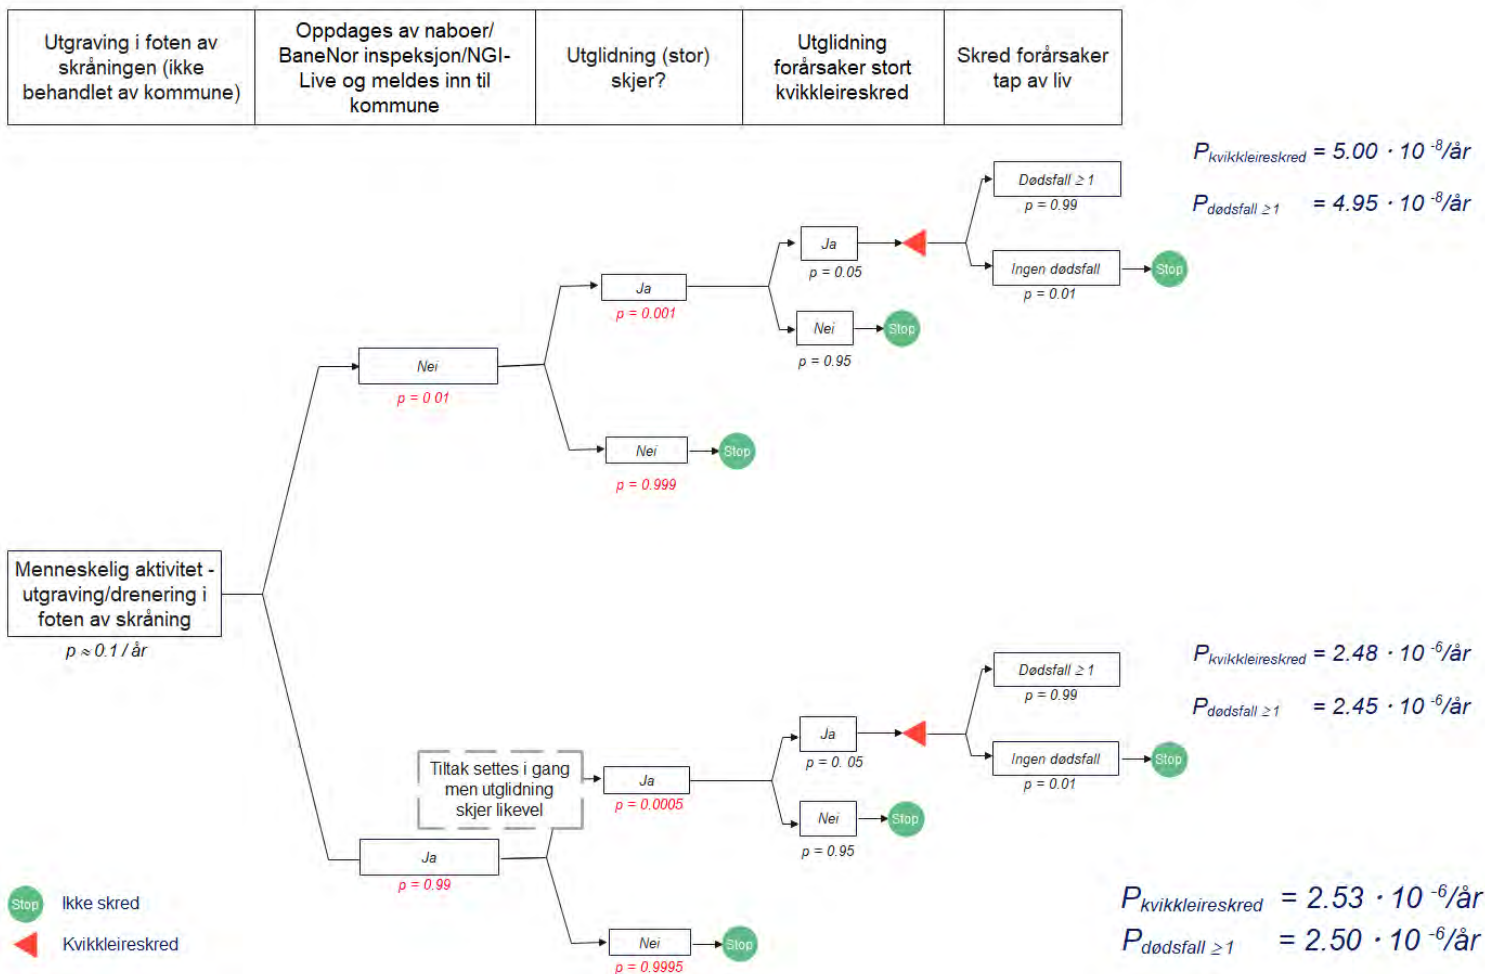 Utgraving i foten av
skråningen (ikke
behandlet av kommune)
Oppdages av naboer/
BaneNor inspeksjon/NGI-
Live og meldes inn til
kommune
Utglidning (stor)
skjer?
Utglidning
forårsaker stort
kvikkleireskred
Skred forårsaker
tap av liv
P kvikkleireskred = 5.00 · 10 -8/år
P dødsfall ≥ 1 = 4.95 · 10 -8/år
Dødsfall ≥ 1
p = 0.99
Ja
p = 0.05
Ingen dødsfall
p = 0.01
Stop
Ja
p = 0.001
Nei
p = 0.95
Stop
Nei
p = 0 01
Nei
p = 0.999
Stop
Menneskelig aktivitet -
utgraving/drenering i
foten av skråning
p ≈ 0.1 / år
P kvikkleireskred = 2.48 · 10 -6/år
P dødsfall ≥ 1 = 2.45 · 10 -6/år
Dødsfall ≥ 1
p = 0.99
Ja
p = 0. 05
Ingen dødsfall
p = 0.01
Stop
Tiltak settes i gang
men utglidning
skjer likevel
Ja
p = 0.0005
Nei
p = 0.95
Stop
Ja
p = 0.99
Nei
p = 0.9995
Stop
Stop Ikke skred
Kvikkleireskred
P kvikkleireskred = 2.53 · 10 -6/år
P dødsfall ≥ 1 = 2.50 · 10 -6/år